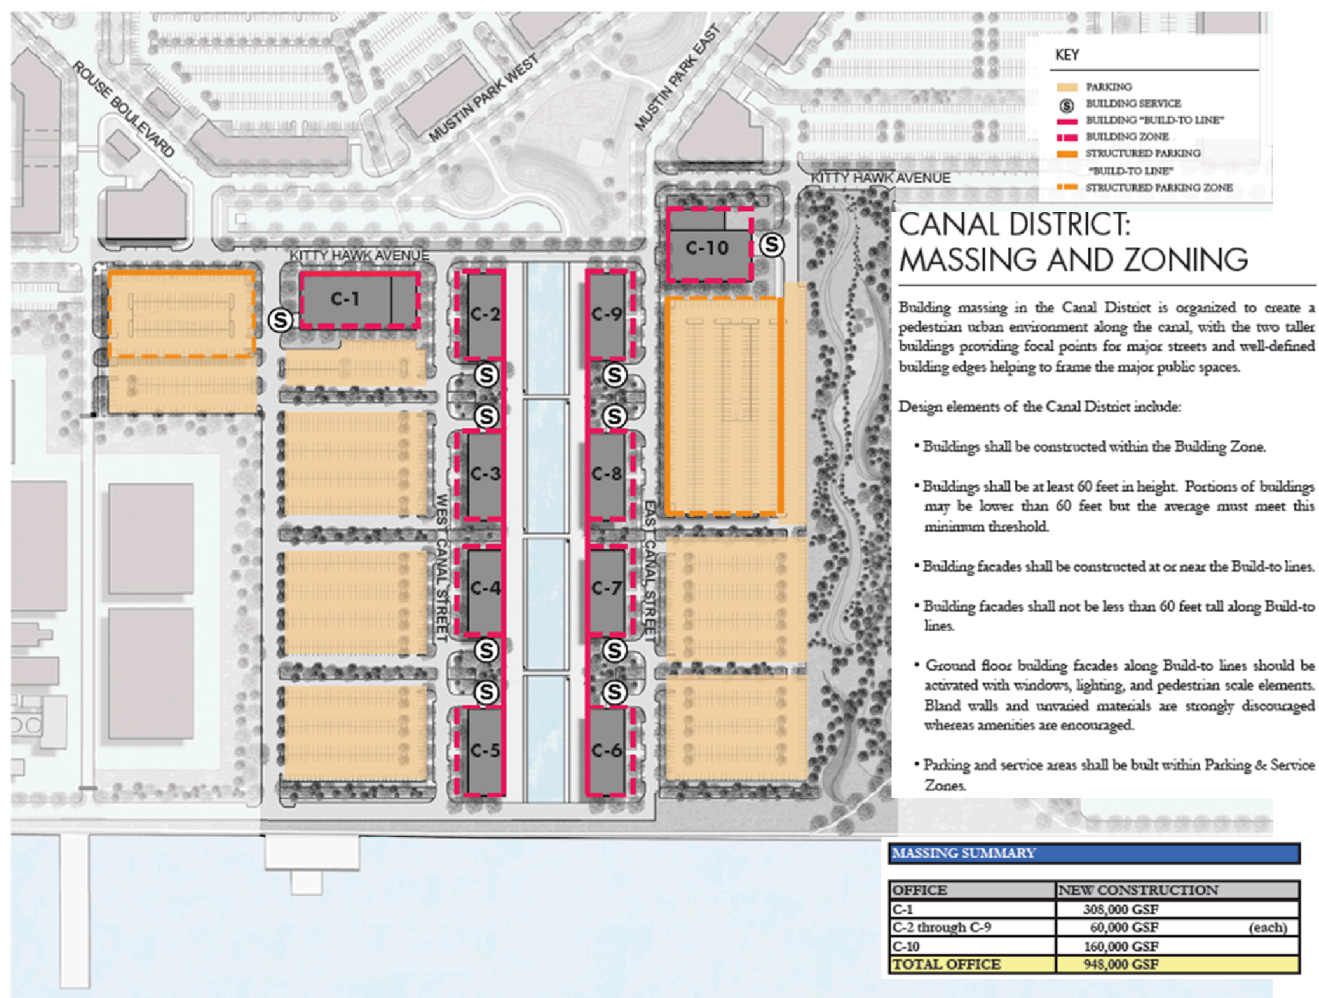 ROUSE BOULEVARD
MUSTIN PARK WEST
MUSTIN PARK EAST
KEY
PARKING
S BUILDING SERVICE
BUILDING "BUILD-TO LINE"
BUILDING ZONE
STRUCTURED PARKING
"BUILD-TO LINE"
STRUCTURED PARKING ZONE
KITTY HAWK AVENUE
KITTY HAWK AVENUE
C-10
S
C-1
S
C-2
C-9
S
S
S
S
C-3
C-8
WEST CANAL STREET
EAST CANAL STREET
C-4
C-7
S
S
S
S
C-5
C-6
CANAL DISTRICT:
MASSING AND ZONING
Building massing in the Canal District is organized to create a
pedestrian urban environment along the canal, with the two taller
buildings providing focal points for major streets and well-defined
building edges helping to frame the major public spaces.
Design elements of the Canal District include:
• Buildings shall be constructed within the Building Zone.
• Buildings shall be at least 60 feet in height. Portions of buildings
may be lower than 60 feet but the average must meet this
minimum threshold.
• Building facades shall be constructed at or near the Build-to lines.
• Building facades shall not be less than 60 feet tall along Build-to
lines.
• Ground floor building facades along Build-to lines should be
activated with windows, lighting, and pedestrian scale elements.
Bland walls and unvaried materials are strongly discouraged
whereas amenities are encouraged.
• Parking and service areas shall be built within Parking & Service
Zones.
MASSING SUMMARY
OFFICE NEW CONSTRUCTION
C-1 308,000 GSF
C-2 through C-9 60,000 GSF (each)
C-10 160,000 GSF
TOTAL OFFICE 948,000 GSF